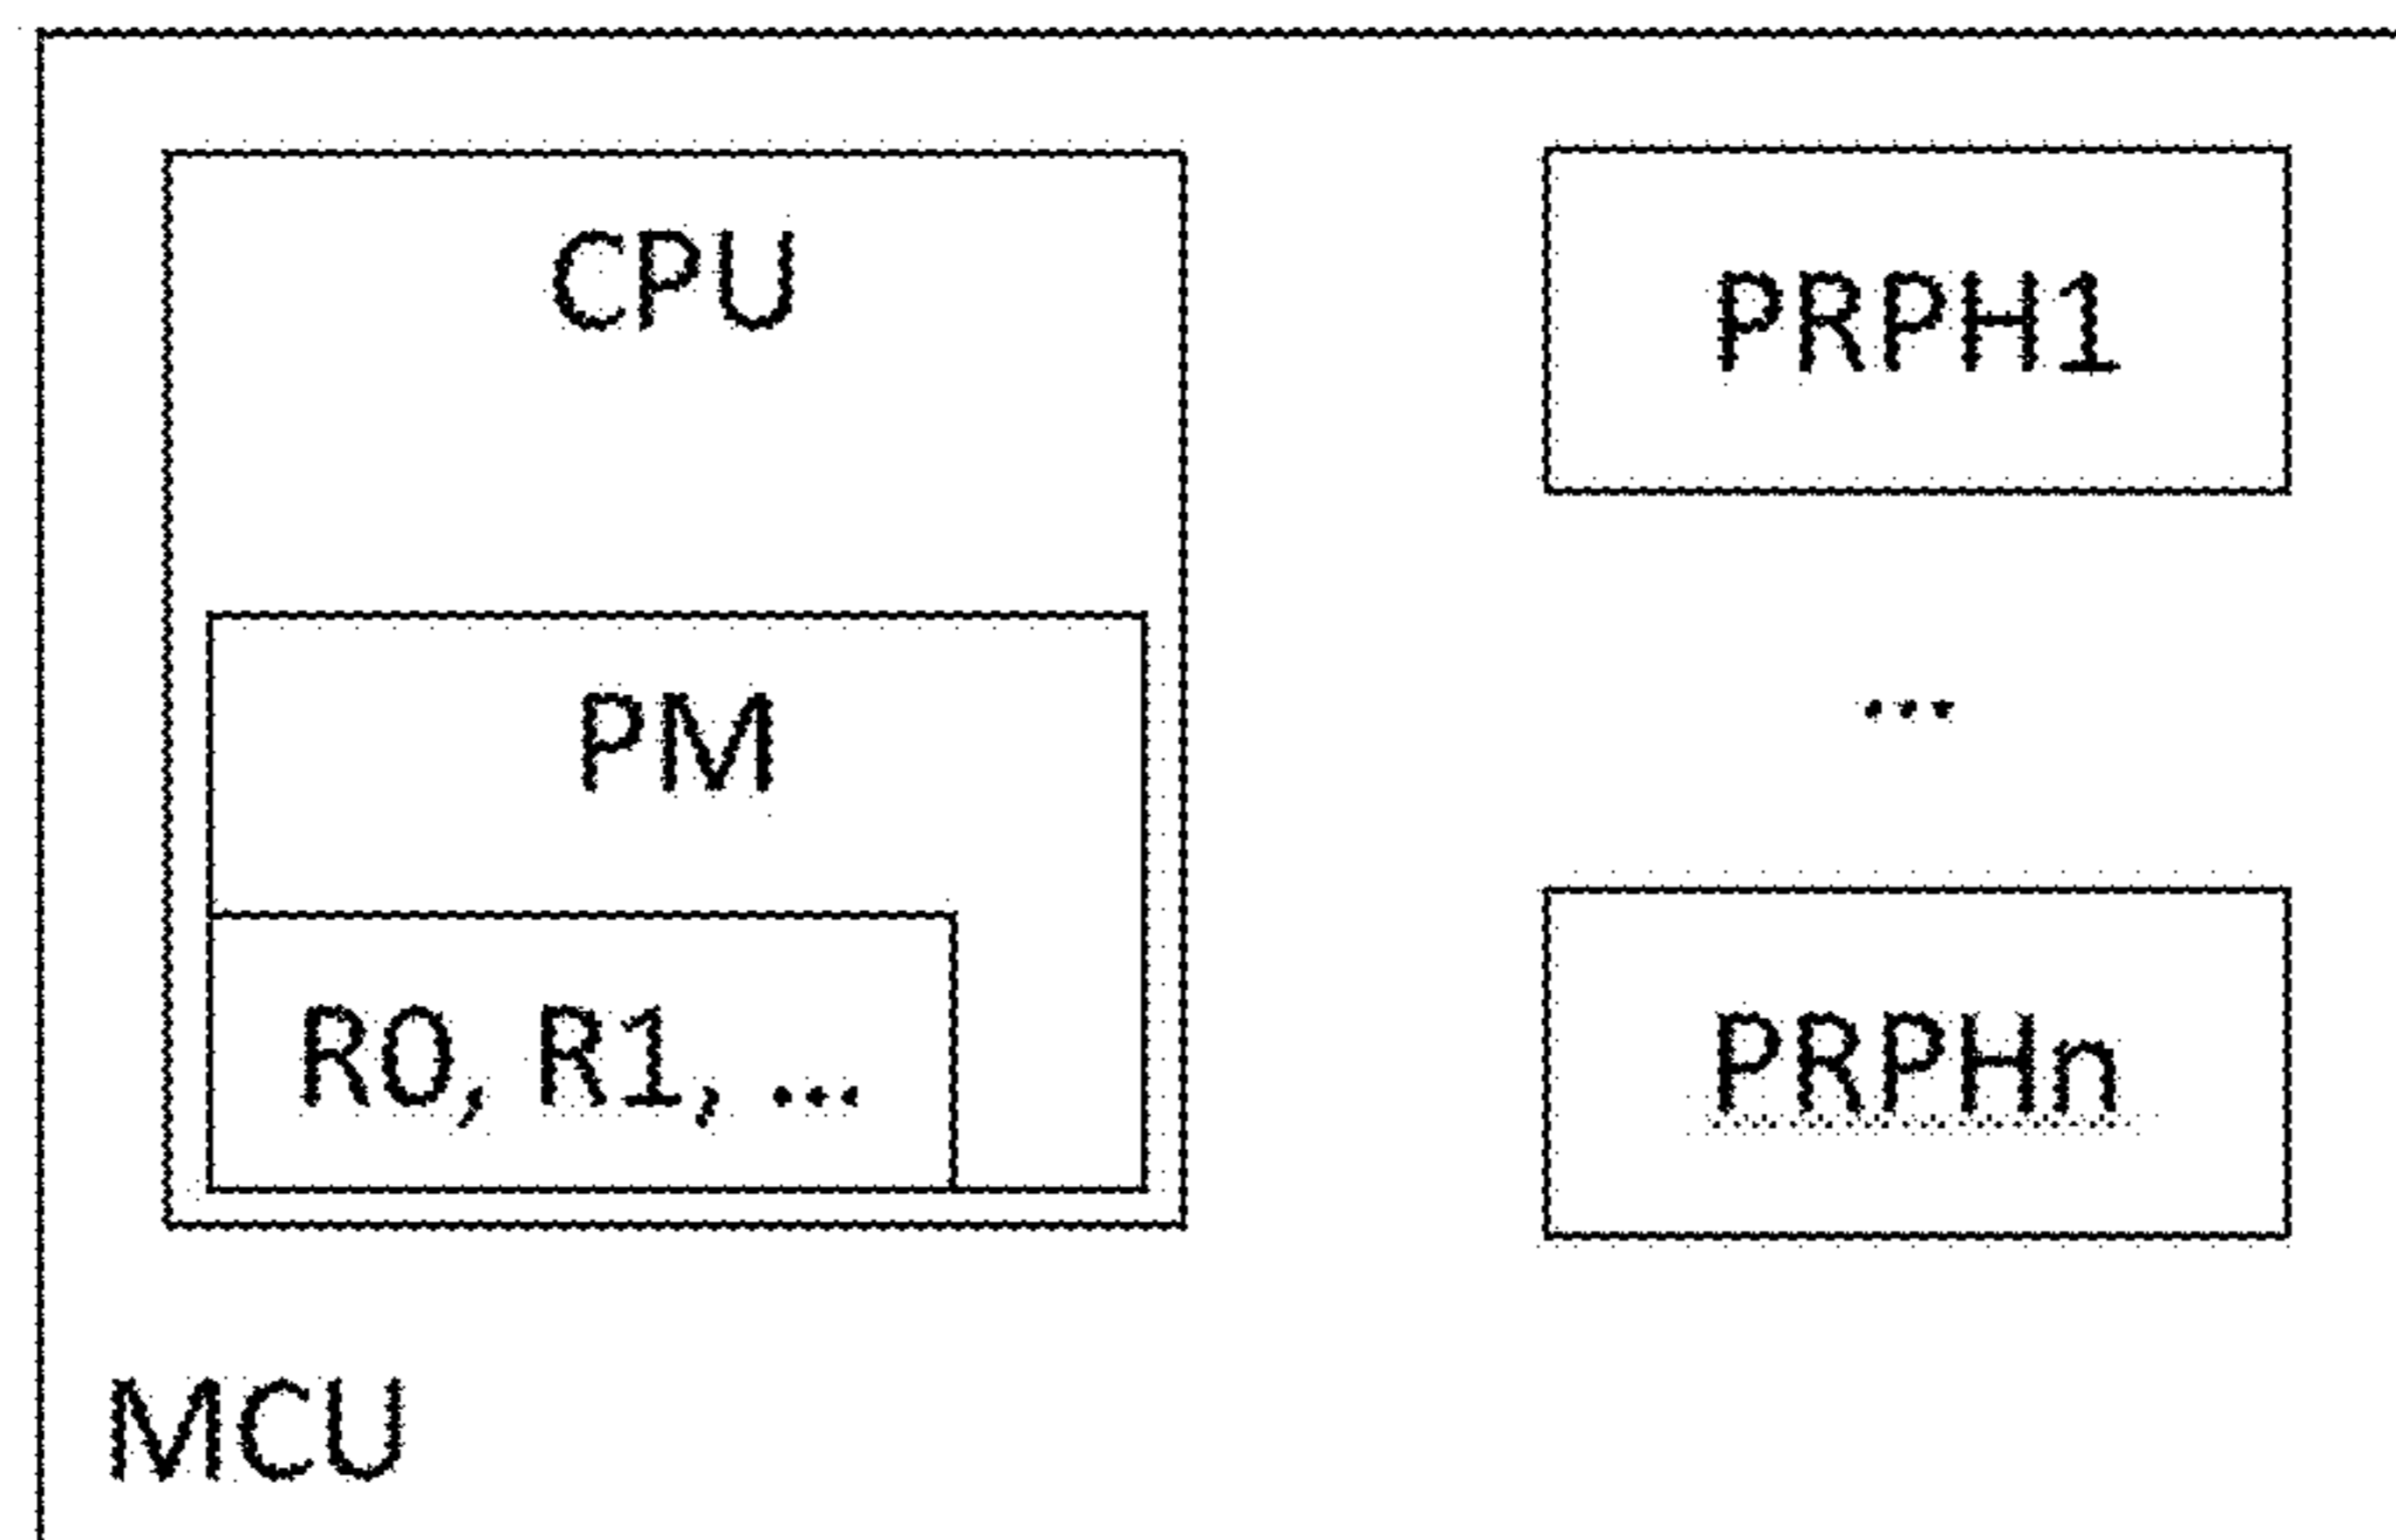 CPU
PRPH1
PM
...
R0, R1, ...
PRPHn
MCU